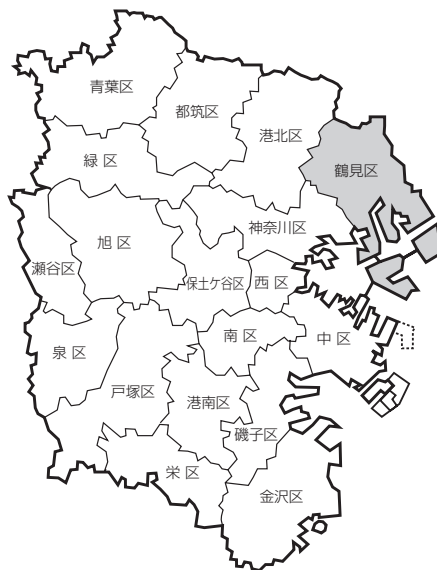 青葉区
都筑区
港北区
鶴見区
緑 区
神奈川区
旭 区
瀬谷区
保土ケ谷区
西 区
泉 区
南 区
中 区
戸塚区
港南区
磯子区
栄 区
金沢区